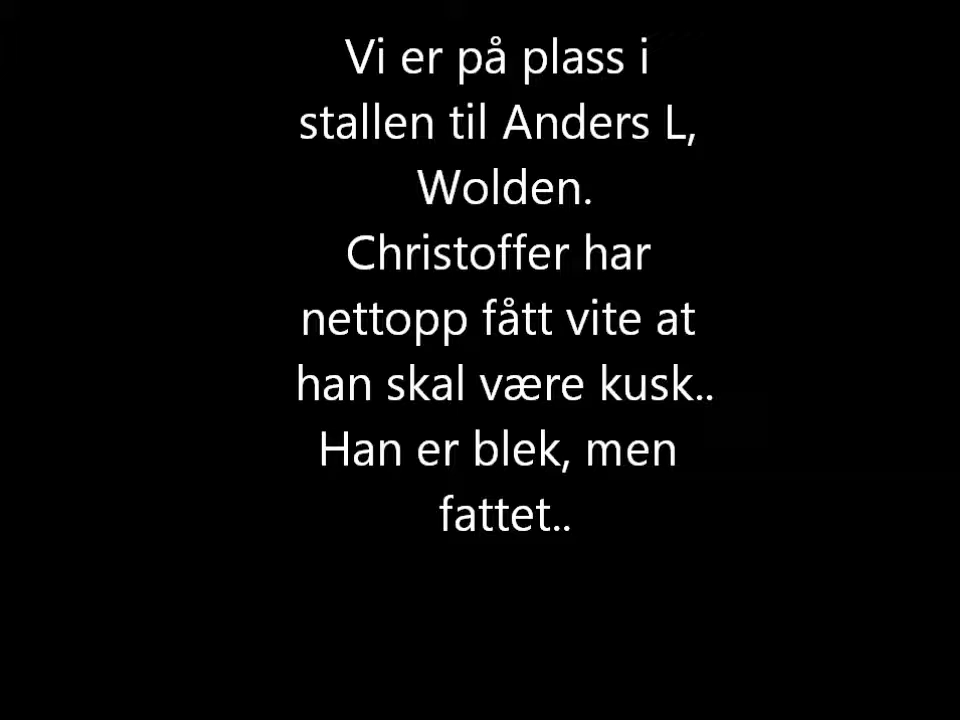 Vi er på plass i
stallen til Anders L,
Wolden.
Christoffer har
nettopp fått vite at
han skal være kusk..
Han er blek, men
fattet..